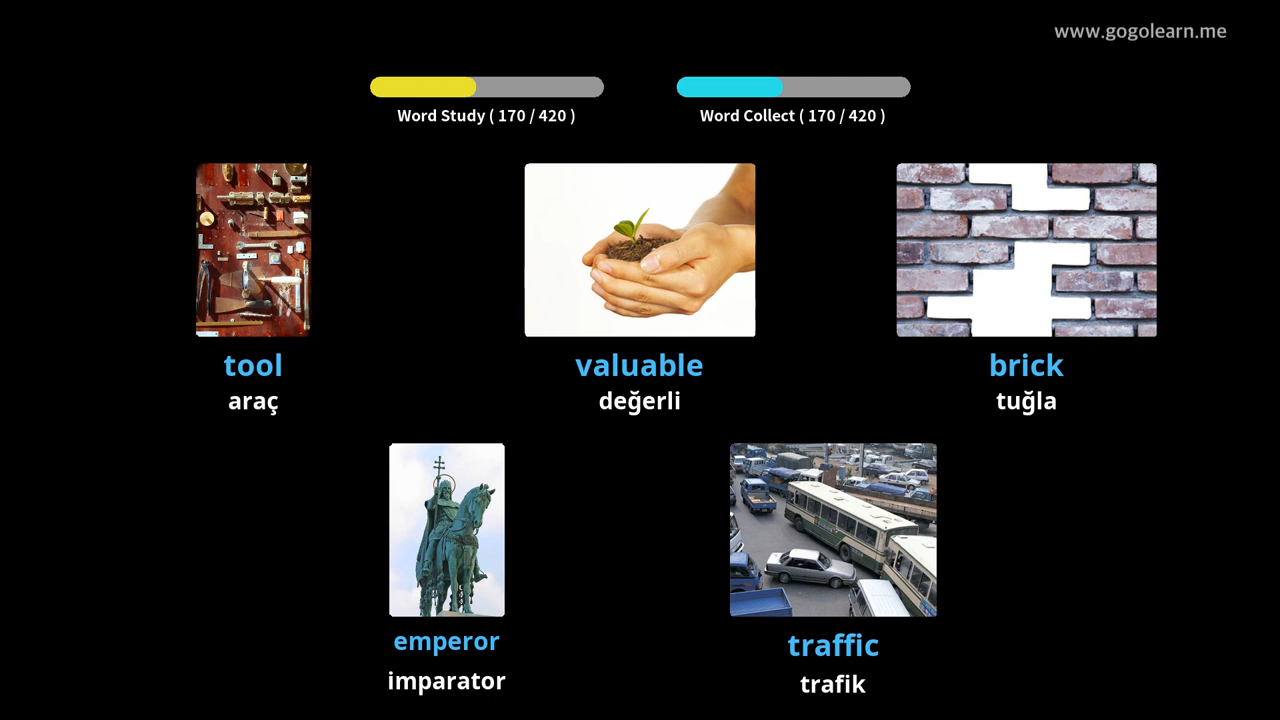 www.gogolearn.me
Word Study ( 170 / 420 )
Word Collect ( 170 / 420 )
tool
araç
valuable
değerli
brick
tuğla
emperor
imparator
traffic
trafik